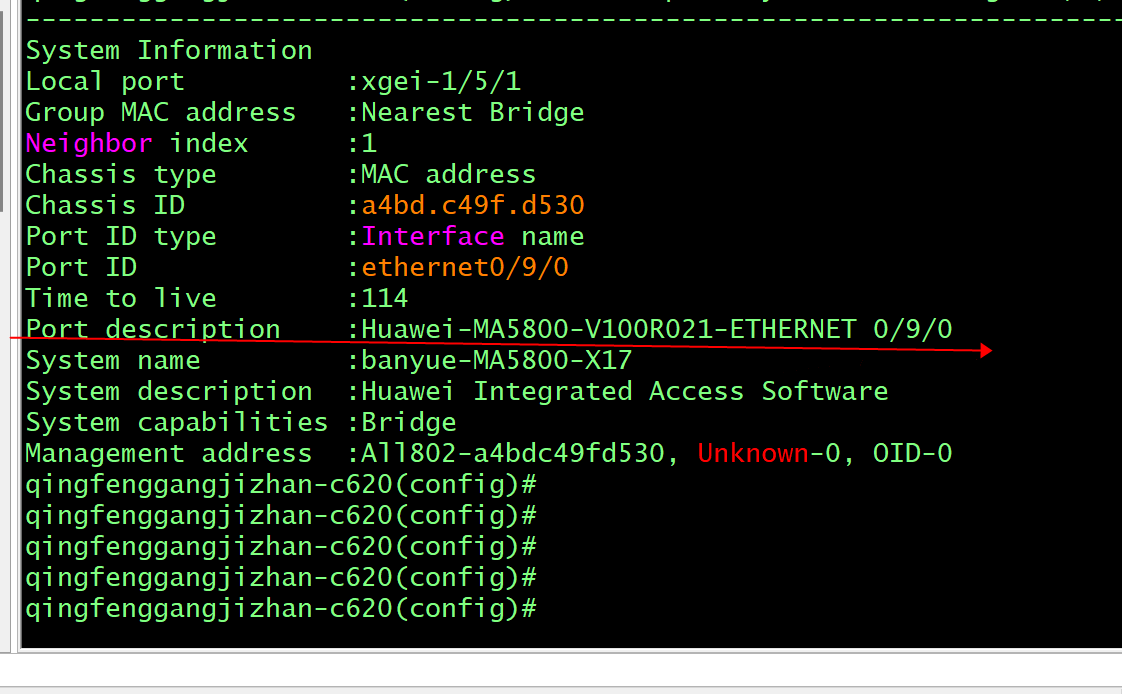 System Information
Local port :xgei-1/5/1
Group MAC address :Nearest Bridge
Neighbor index :1
Chassis type :MAC address
Chassis ID :a4bd.c49f.d530
Port ID type :Interface name
Port ID :ethernet0/9/0
Time to live :114
Port description :Huawei-MA5800-V100R021-ETHERNET 0/9/0
System name :banyue-MA5800-X17
System description :Huawei Integrated Access Software
System capabilities :Bridge
Management address :All802-a4bdc49fd530, Unknown-0, OID-0
qingfenggangjizhan-c620(config)#
qingfenggangjizhan-c620(config)#
qingfenggangjizhan-c620(config)#
qingfenggangjizhan-c620(config)#
qingfenggangjizhan-c620(config)#